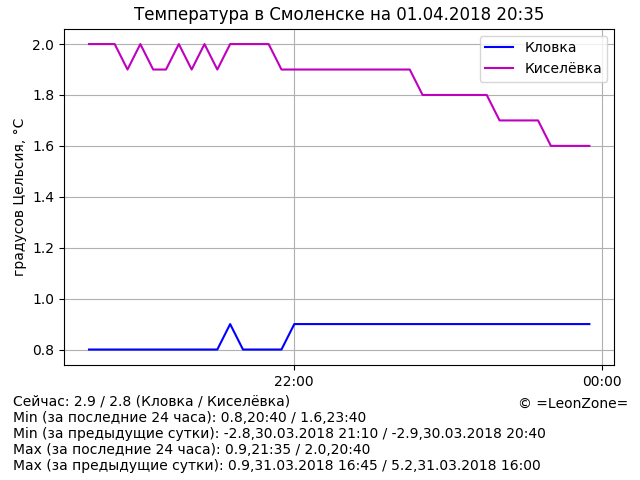 Температура в Смоленске на 01.04.2018 20:35
градусов Цельсия, °C
2.0
1.8
1.6
1.4
1.2
1.0
0.8
Кловка
Киселёвка
22:00
00:00
Сейчас: 2.9 / 2.8 (Кловка / Киселёвка)
© =LeonZone=
Min (за последние 24 часа): 0.8,20:40 / 1.6,23:40
Min (за предыдущие сутки): -2.8,30.03.2018 21:10 / -2.9,30.03.2018 20:40
Max (за последние 24 часа): 0.9,21:35 / 2.0,20:40
Max (за предыдущие сутки): 0.9,31.03.2018 16:45 / 5.2,31.03.2018 16:00